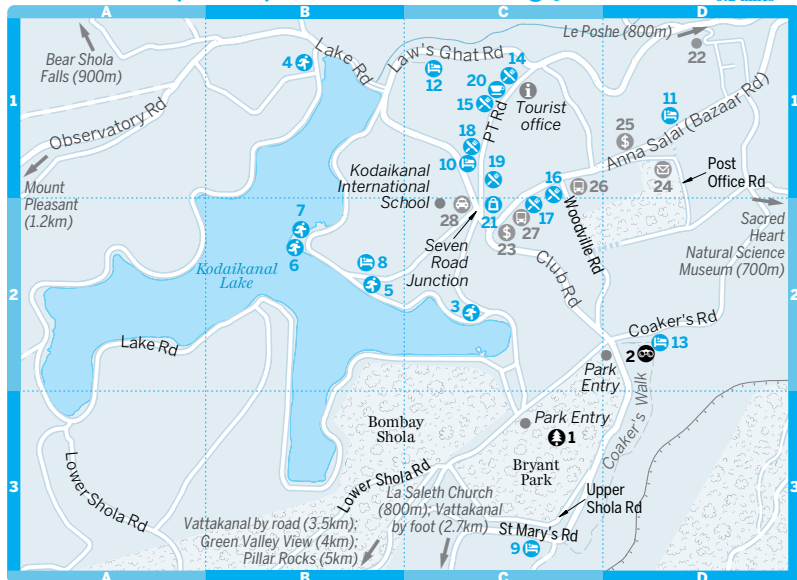 A
B
C
D
Le Poshe (800m)
22
Bear Shola
Falls (900m)
4
Lake Rd
Law's Ghat Rd
14
12
20
15
PT Rd
Tourist
office
11
1
1
Observatory Rd
18
25
Anna Salai (Bazaar Rd)
Kodaikanal
International
School
10
19
16
26
24
Post
Office Rd
Mount
Pleasant
(1.2km)
28
21
17
27
23
Woodville Rd
Sacred
Heart
Natural Science
Museum (700m)
7
6
Seven
Road
Junction
Kodaikanal
Lake
8
5
Club Rd
2
2
3
Coaker's Rd
Lake Rd
2
13
Park
Entry
Coaker's Walk
Park Entry
Bombay
Shola
1
Bryant
Park
Lower Shola Rd
Lower Shola Rd
3
3
La Saleth Church
(800m); Vattakanal
by foot (2.7km)
Upper
Shola Rd
Vattakanal by road (3.5km);
Green Valley View (4km);
Pillar Rocks (5km)
St Mary's Rd
9
A
B
C
D